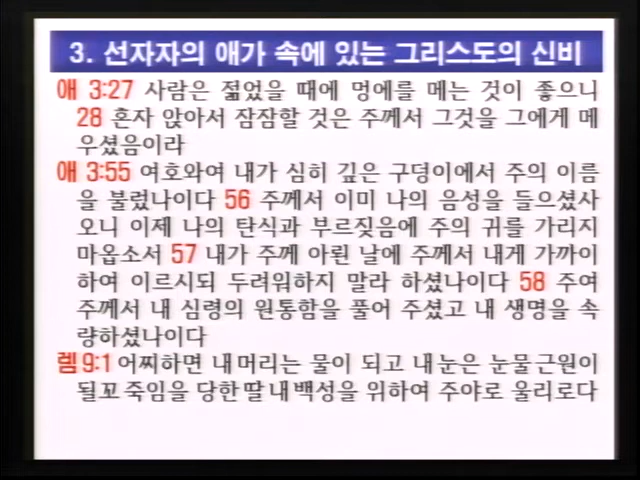 3. 선자자의 애가 속에 있는 그리스도의 신비
애 3:27 사람은 젊었을 때에 멍에를 메는 것이 좋으니
28 혼자 앉아서 잠잠할 것은 주께서 그것을 그에게 메
우셨음이라
애 3:55 여호와여 내가 심히 깊은 구덩이에서 주의 이름
을 불렀나이다 56 주께서 이미 나의 음성을 들으셨사
오니 이제 나의 탄식과 부르짖음에 주의 귀를 가리지
마옵소서 57 내가 주께 아뢴 날에 주께서 내게 가까이
하여 이르시되 두려워하지 말라 하셨나이다 58 주여
주께서 내 심령의 원통함을 풀어 주셨고 내 생명을 속
량하셨나이다
렘 9:1 어찌하면 내 머리는 물이 되고 내 눈은 눈물 근원이
될꼬 죽임을 당한 딸 내 백성을 위하여 주야로 울리로다